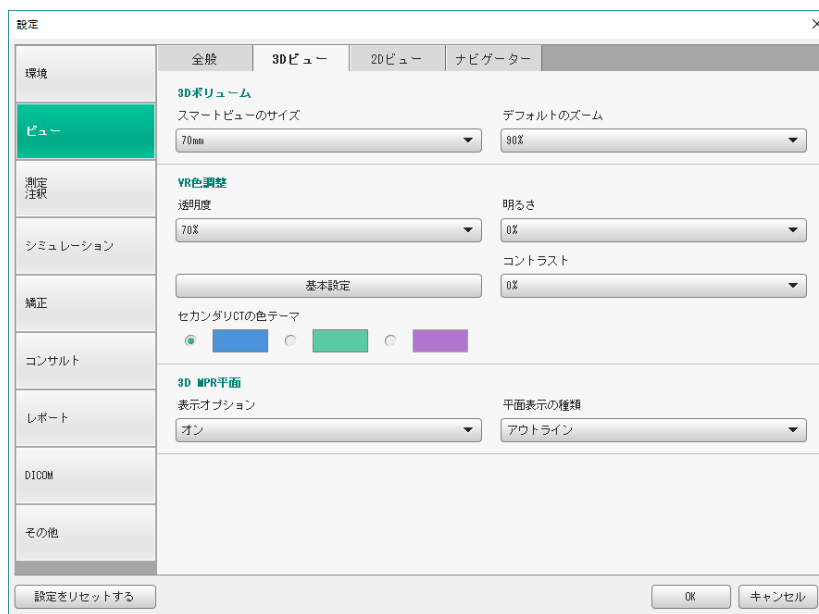 設定
環境
ビュー
測定
注釈
シミュレーション
矯正
コンサルト
レポート
DICOM
その他
設定をリセットする
全般
3Dビュー
2Dビュー
ナビゲーター
3Dボリューム
スマートビューのサイズ
デフォルトのズーム
70mm
90%
VR色調整
透明度
明るさ
70%
0%
コントラスト
基本設定
0%
セカンダリCTの色テーマ
3D MPR平面
表示オプション
平面表示の種類
オン
アウトライン
OK
キャンセル